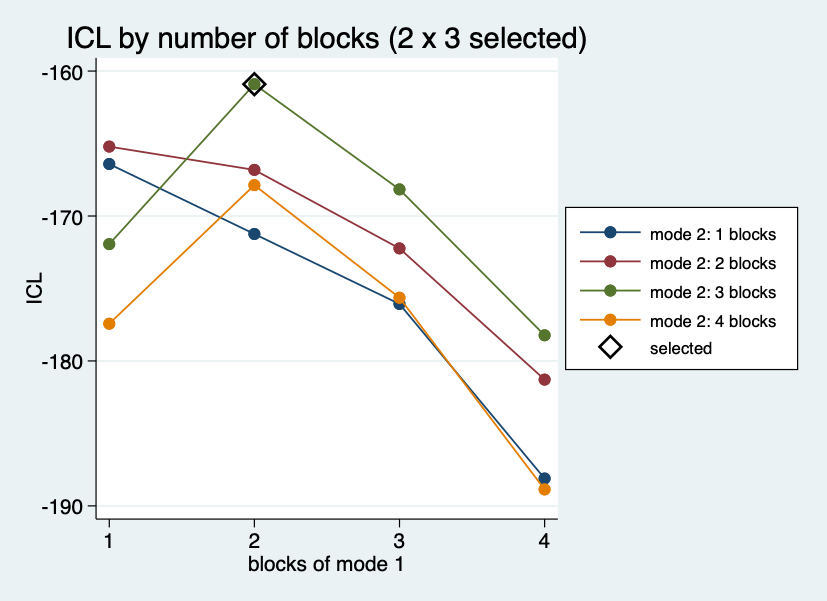 ICL by number of blocks (2 x 3 selected)
-160
-170
-180
-190
ICL
1 2 3 4
blocks of mode 1
mode 2: 1 blocks
mode 2: 2 blocks
mode 2: 3 blocks
mode 2: 4 blocks
selected